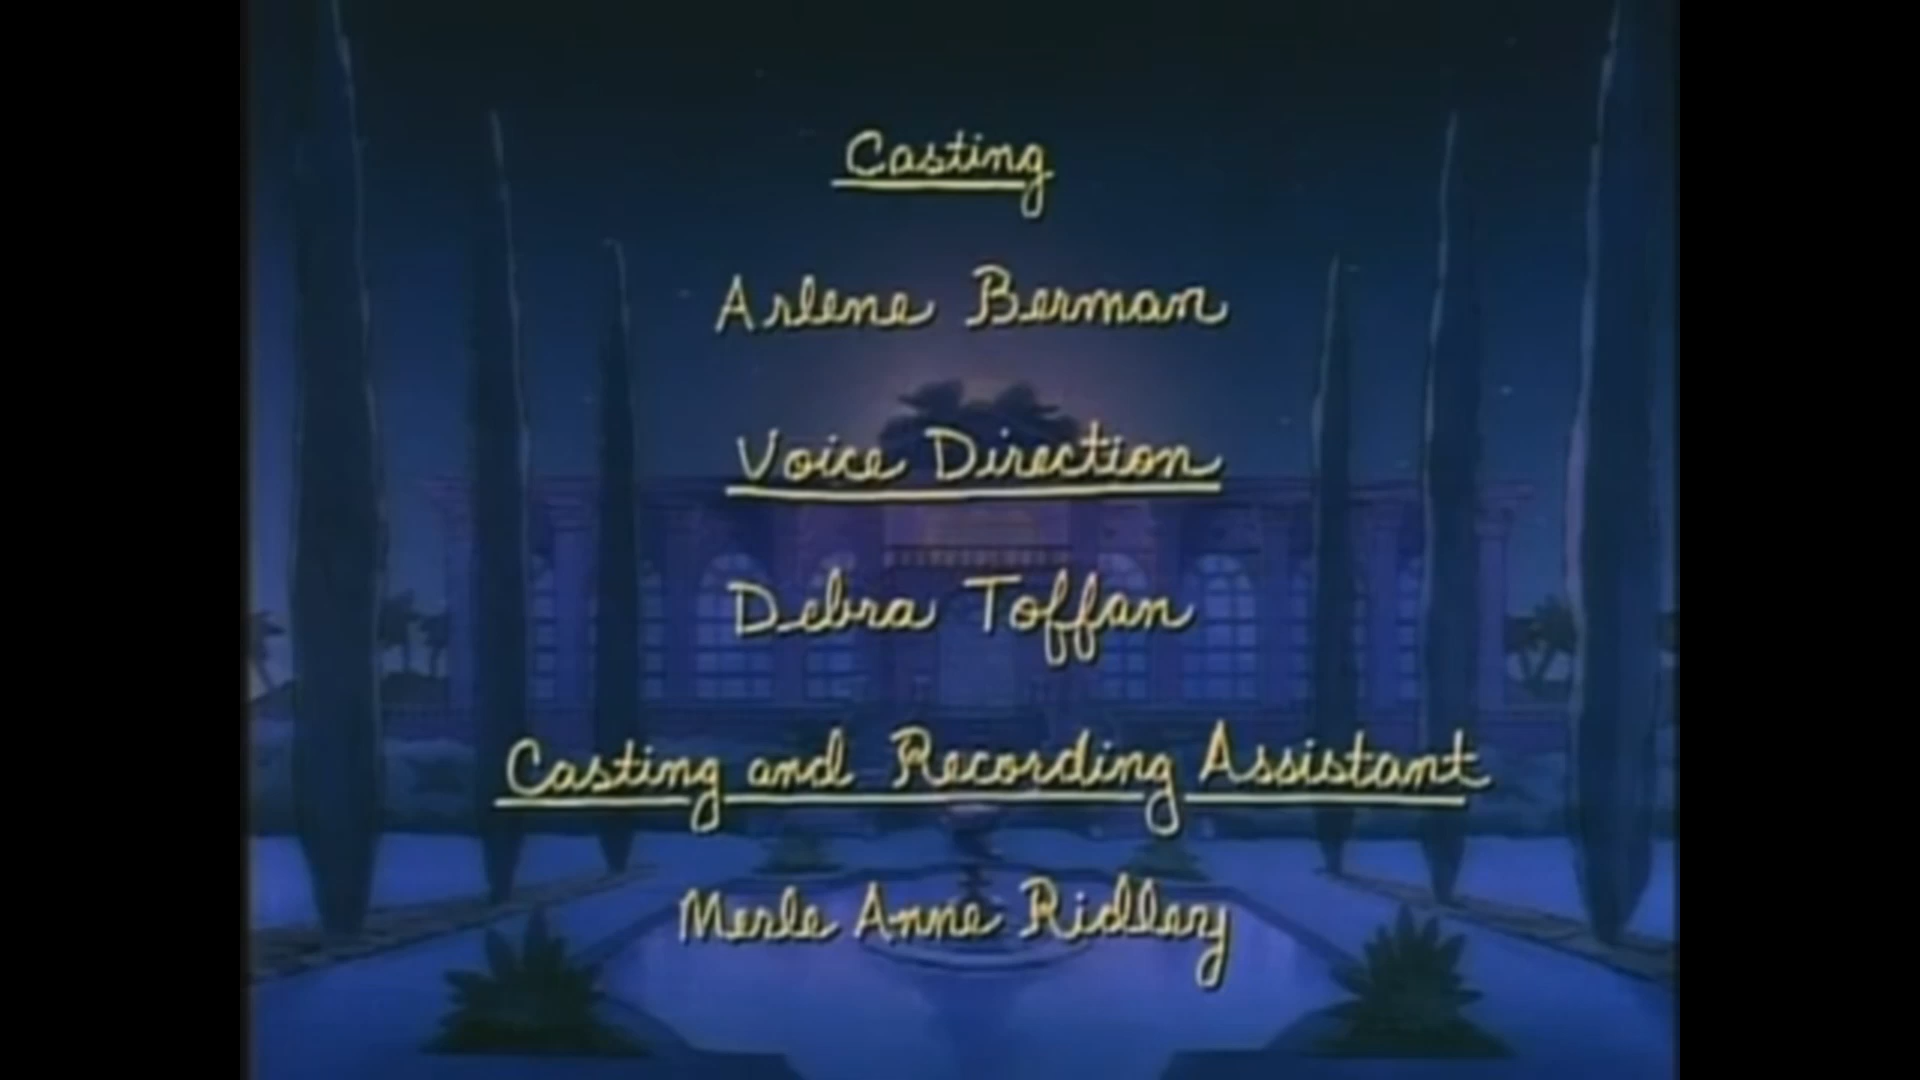 Casting
Arlene Berman
Voice Direction
Debra Toffan
Casting and Recording Assistant
Merle Anne Ridley